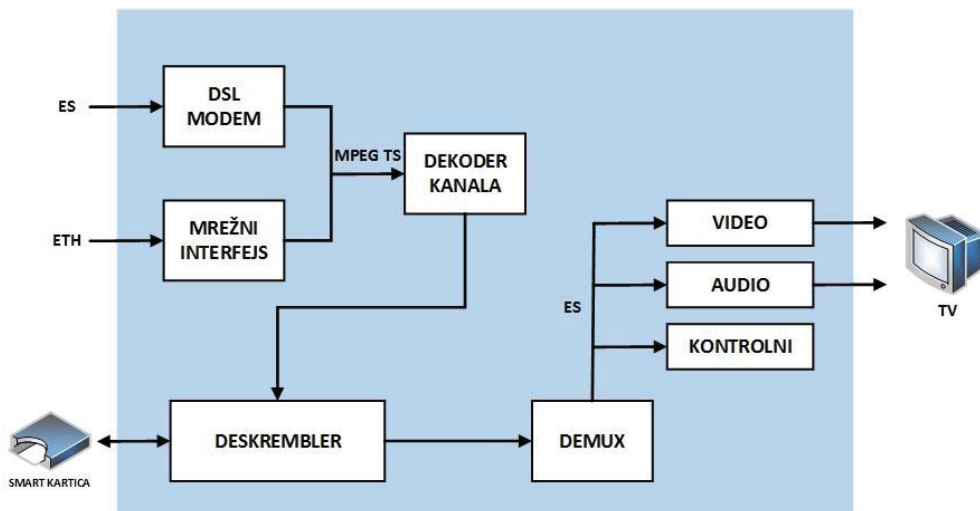 ES
DSL
MODEM
MPEG TS
DEKODER
KANALA
ETH
MREŽNI
INTERFEJS
VIDEO
AUDIO
KONTROLNI
ES
TV
DESKREMBLER
DEMUX
SMART KARTICA